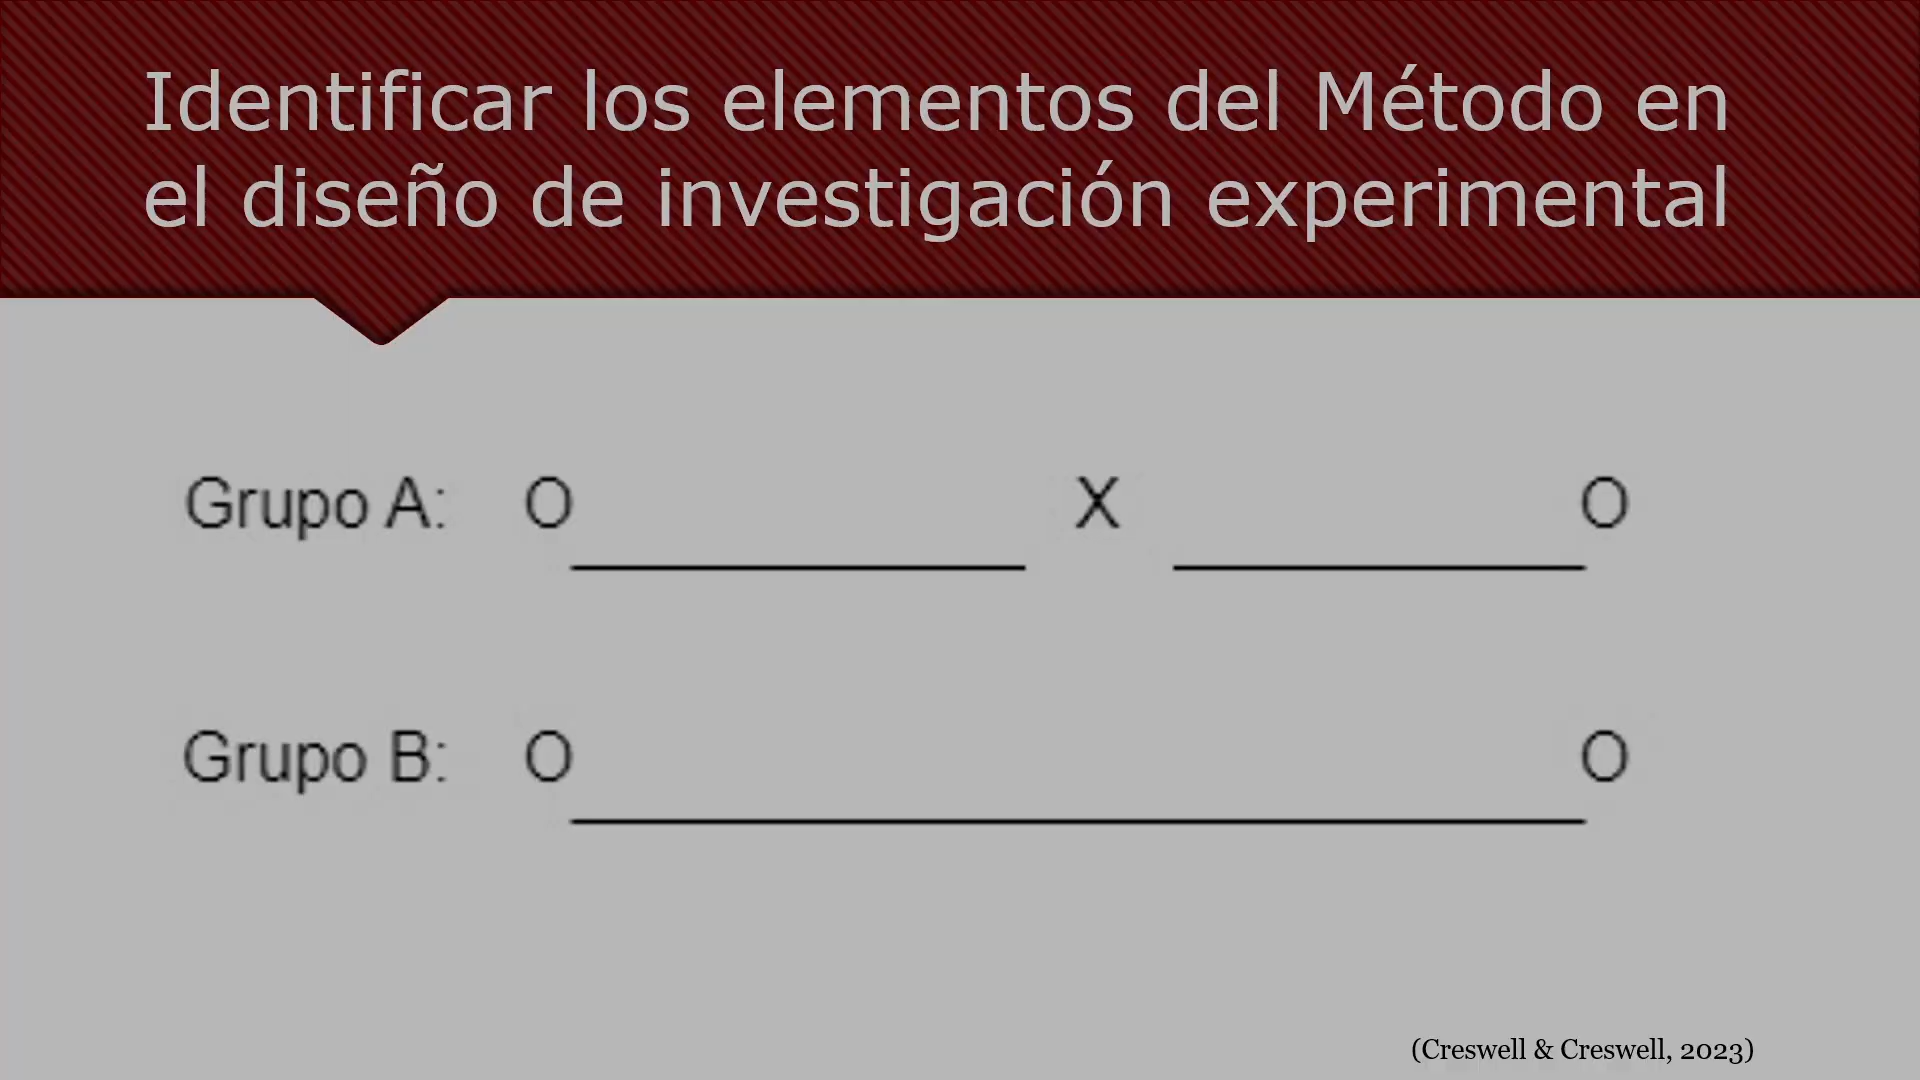 Identificar los elementos del Método en
el diseño de investigación experimental
Grupo A: O X O
Grupo B: O O
(Creswell & Creswell, 2023)